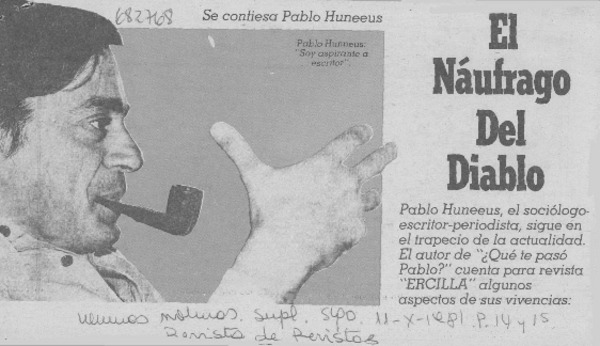 682768
Se confiesa Pablo Huneeus
Pablo Hunneus:
"Soy aspirante a
escritor".
El
Náufrago
Del
Diablo
Pablo Huneeus, el sociólogo-
escritor-periodista, sigue en
el trapecio de la actualidad.
El autor de "¿Qué te pasó
Pablo?" cuenta para revista
"ERCILLA" algunos
aspectos de sus vivencias:
Supl. Stgo. 11-X-1981. P. 14 y 15.
Revista de Revistas